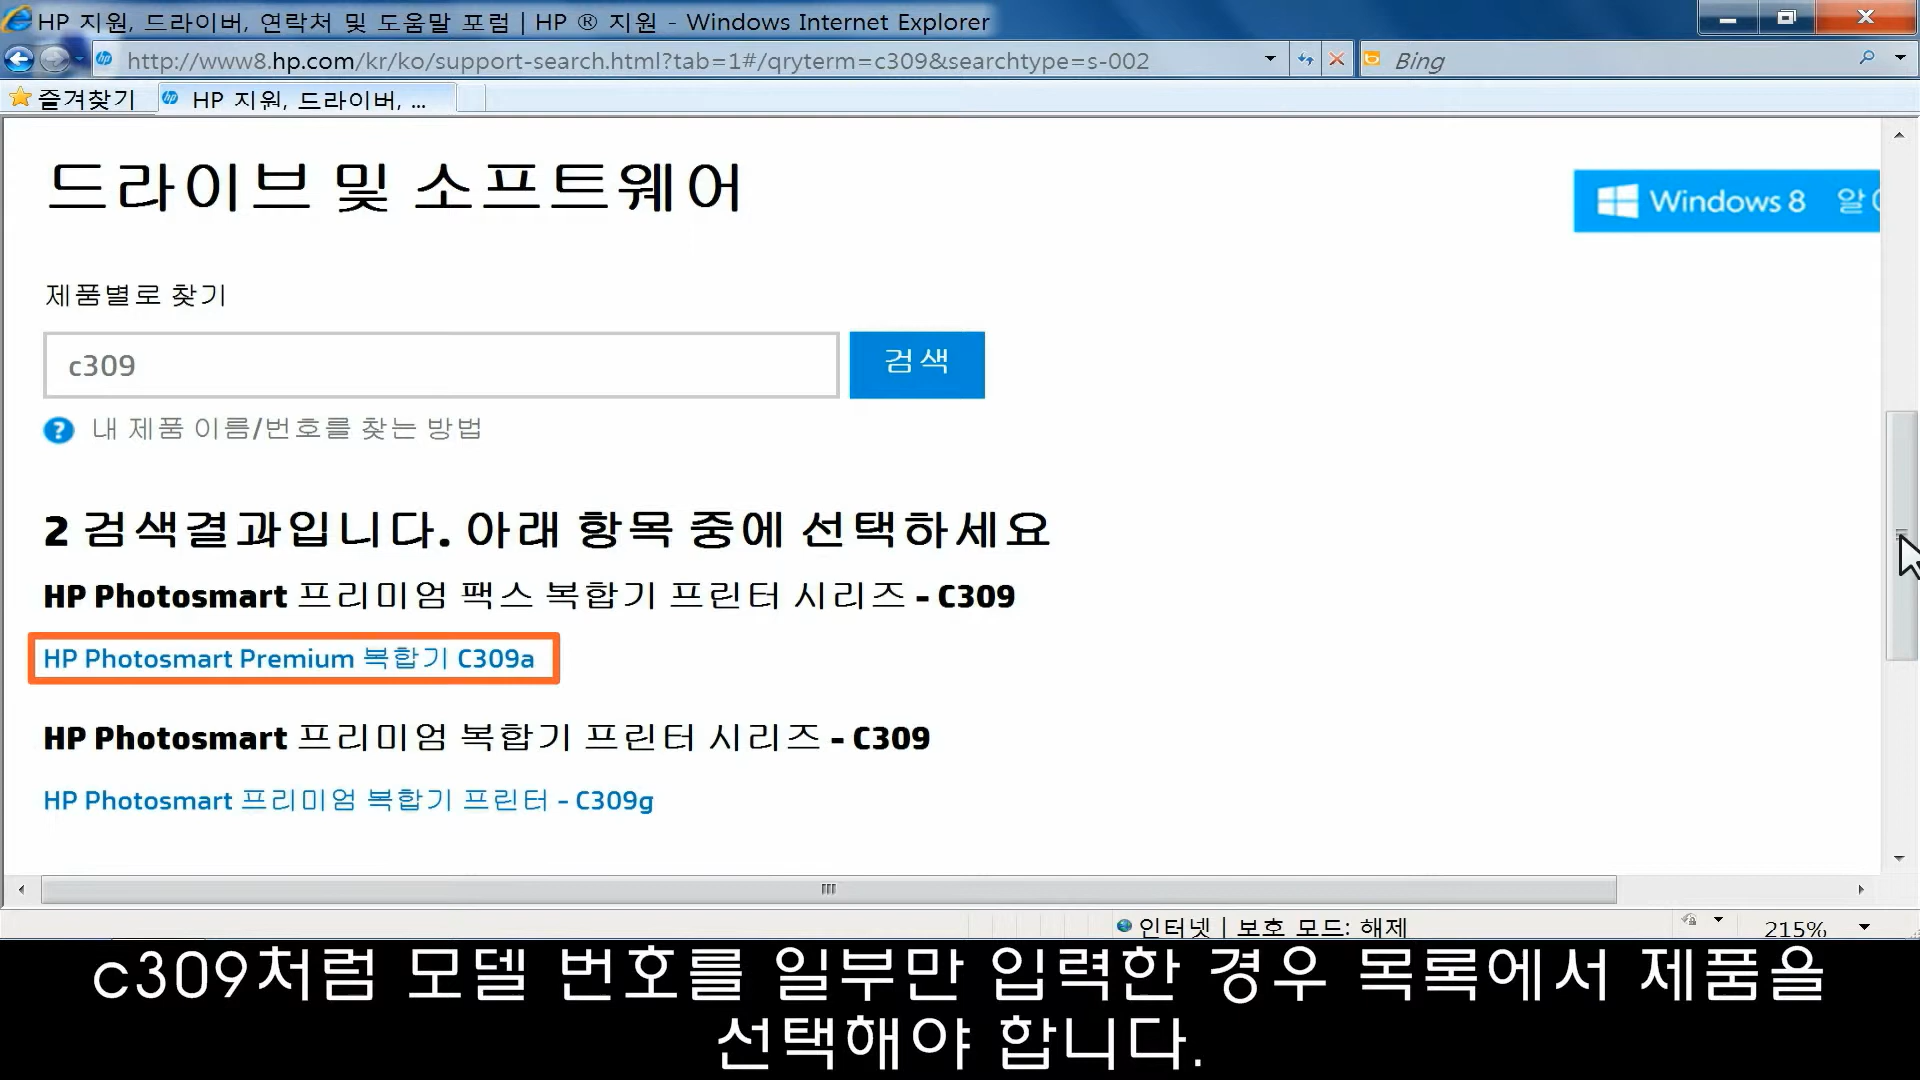 HP 지원, 드라이버, 연락처 및 도움말 포럼 | HP ® 지원 - Windows Internet Explorer
http://www8.hp.com/kr/ko/support-search.html?tab=1#/qryterm=c309&searchtype=s-002
Bing
즐겨찾기
HP 지원, 드라이버, ...
드라이브 및 소프트웨어
Windows 8
제품별로 찾기
c309
검색
? 내 제품 이름/번호를 찾는 방법
2 검색결과입니다. 아래 항목 중에 선택하세요
HP Photosmart 프리미엄 팩스 복합기 프린터 시리즈 - C309
HP Photosmart Premium 복합기 C309a
HP Photosmart 프리미엄 복합기 프린터 시리즈 - C309
HP Photosmart 프리미엄 복합기 프린터 - C309g
인터넷 | 보호 모드: 해제
215%
c309처럼 모델 번호를 일부만 입력한 경우 목록에서 제품을
선택해야 합니다.